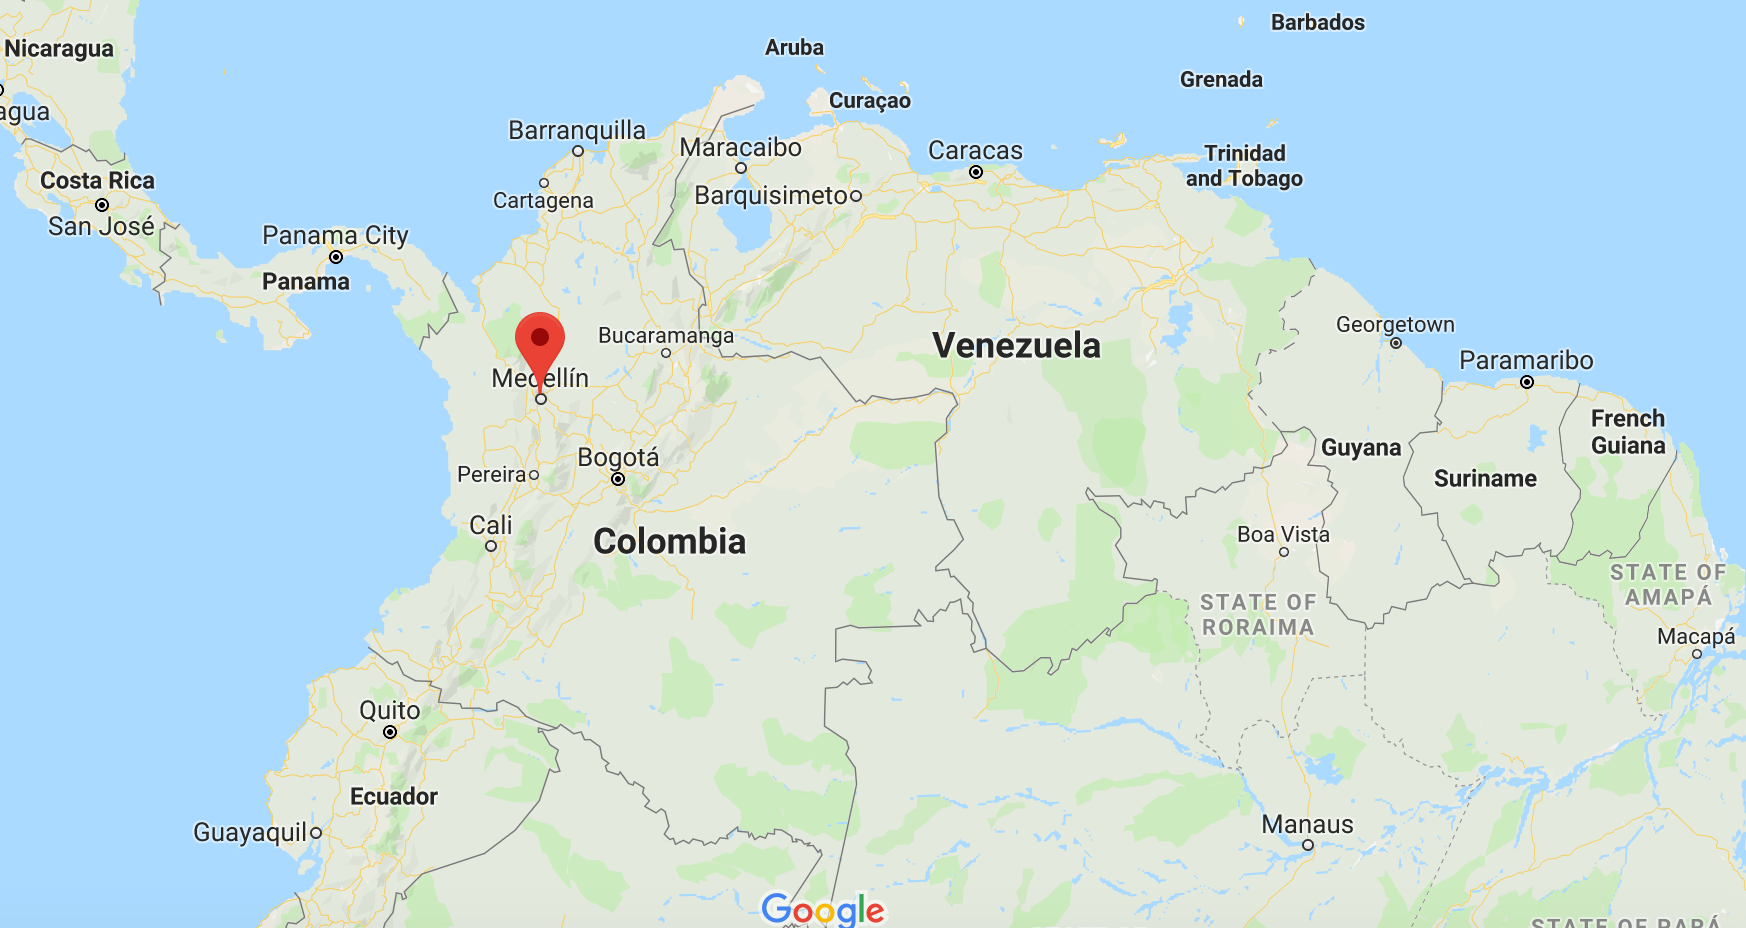 Barbados
Nicaragua
Aruba
Grenada
Curaçao
agua
Barranquilla
Maracaibo
Caracas
Trinidad
and Tobago
Costa Rica
Cartagena
Barquisimeto
San José
Panama City
Panama
Georgetown
Bucaramanga
Venezuela
Paramaribo
Medellín
French
Guiana
Guyana
Bogotá
Pereira
Suriname
Cali
Colombia
Boa Vista
STATE OF
AMAPÁ
STATE OF
RORAIMA
Macapá
Quito
Ecuador
Guayaquil
Manaus
Google
STATE OF PARÁ